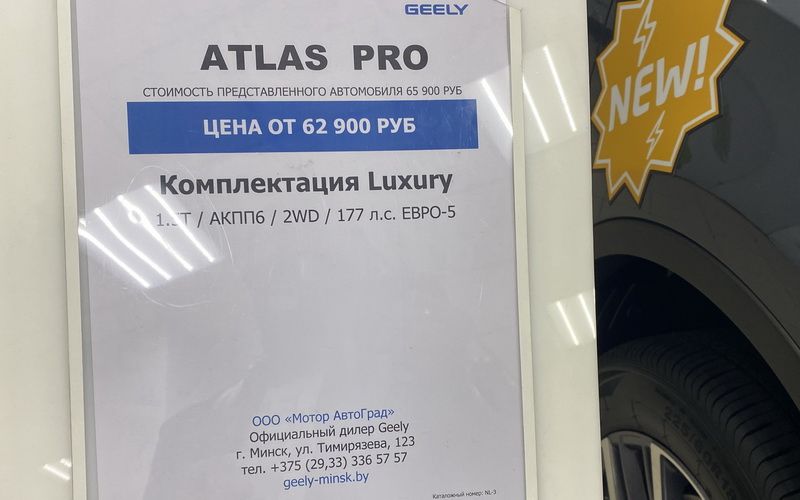 GEELY
ATLAS PRO
СТОИМОСТЬ ПРЕДСТАВЛЕННОГО АВТОМОБИЛЯ 65 900 РУБ
ЦЕНА ОТ 62 900 РУБ
Комплектация Luxury
1.5T / АКПП6 / 2WD / 177 л.с. ЕВРО-5
ООО «Мотор АвтоГрад»
Официальный дилер Geely
г. Минск, ул. Тимирязева, 123
тел. +375 (29,33) 336 57 57
geely-minsk.by
Каталожный номер: NL-3
NEW!